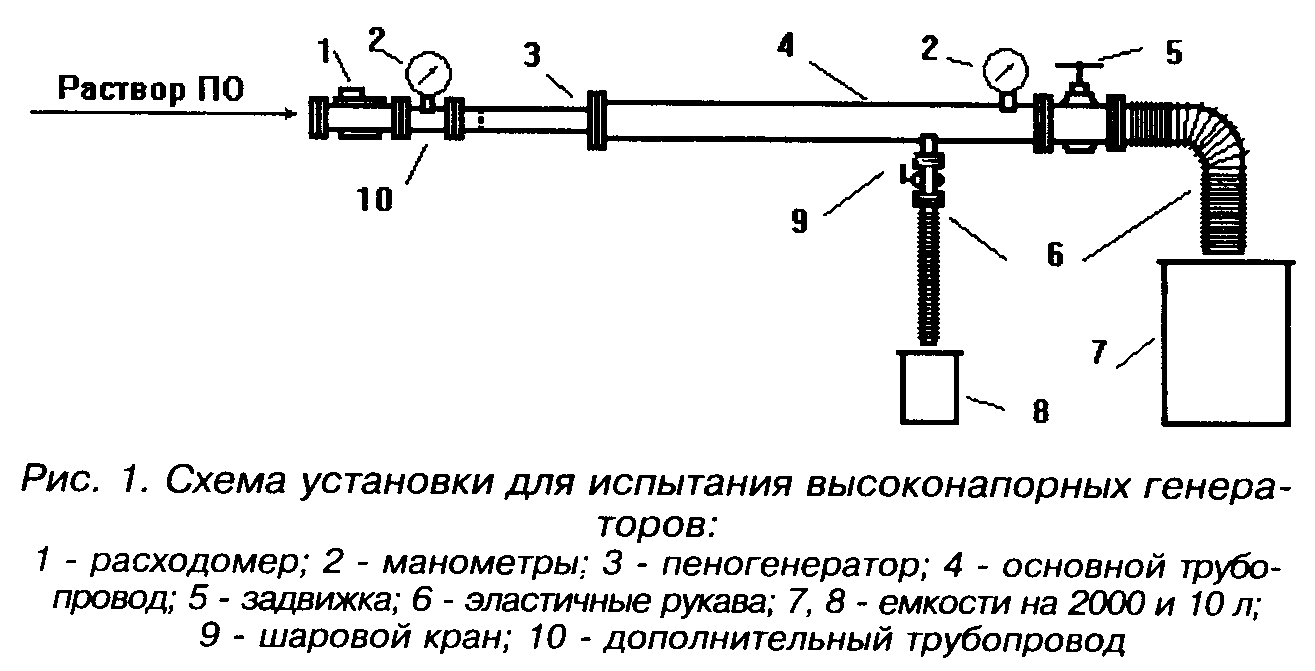 1
2
3
4
2
5
Раствор ПО
10
9
6
7
8
Рис. 1. Схема установки для испытания высоконапорных генера-
торов:
1 - расходомер; 2 - манометры; 3 - пеногенератор; 4 - основной трубо-
провод; 5 - задвижка; 6 - эластичные рукава; 7, 8 - емкости на 2000 и 10 л;
9 - шаровой кран; 10 - дополнительный трубопровод